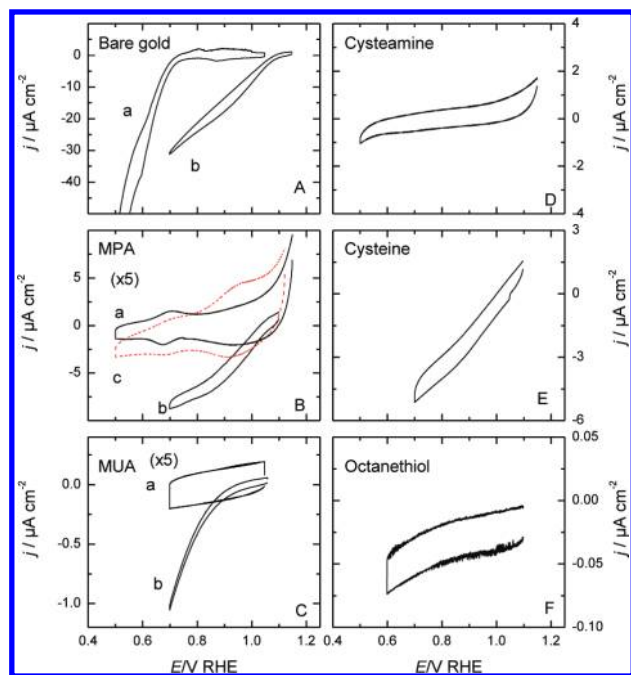 Bare gold
a
b
A
0
-10
-20
-30
-40
j / µA cm⁻²
Cysteamine
D
4
2
0
-2
-4
j / µA cm⁻²
MPA
(x5)
a
c
b
B
5
0
-5
j / µA cm⁻²
Cysteine
E
3
0
-3
-6
j / µA cm⁻²
MUA (x5)
a
b
C
0.0
-0.5
-1.0
j / µA cm⁻²
Octanethiol
F
0.05
0.00
-0.05
-0.10
j / µA cm⁻²
0.4 0.6 0.8 1.0 1.2
E/V RHE
0.6 0.8 1.0 1.2
E/V RHE